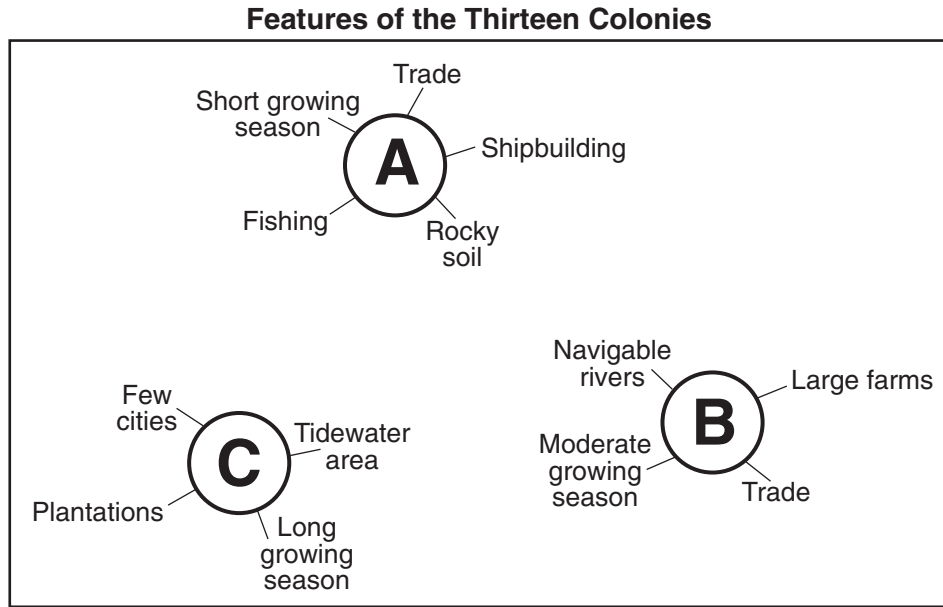 Features of the Thirteen Colonies
Trade
Short growing
season
A
Shipbuilding
Fishing
Rocky
soil
Navigable
rivers
Large farms
B
Moderate
growing
season
Trade
Few
cities
Tidewater
area
C
Plantations
Long
growing
season